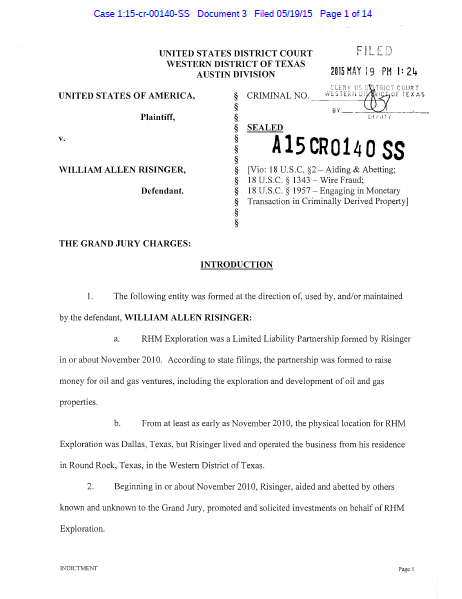 Case 1:15-cr-00140-SS Document 3 Filed 05/19/15 Page 1 of 14
UNITED STATES DISTRICT COURT
WESTERN DISTRICT OF TEXAS
AUSTIN DIVISION
FILED
2015 MAY 19 PM 1:24
CLERK US DISTRICT COURT
WESTERN DISTRICT OF TEXAS
BY
DEPUTY
UNITED STATES OF AMERICA, § CRIMINAL NO.
§
Plaintiff, §
§ SEALED
v. §
§ A15CR0140 SS
§
WILLIAM ALLEN RISINGER, § [Vio: 18 U.S.C. §2 – Aiding & Abetting;
§ 18 U.S.C. § 1343 – Wire Fraud;
Defendant. § 18 U.S.C. § 1957 – Engaging in Monetary
§ Transaction in Criminally Derived Property]
§
§
THE GRAND JURY CHARGES:
INTRODUCTION
1. The following entity was formed at the direction of, used by, and/or maintained
by the defendant, WILLIAM ALLEN RISINGER:
a. RHM Exploration was a Limited Liability Partnership formed by Risinger
in or about November 2010. According to state filings, the partnership was formed to raise
money for oil and gas ventures, including the exploration and development of oil and gas
properties.
b. From at least as early as November 2010, the physical location for RHM
Exploration was Dallas, Texas, but Risinger lived and operated the business from his residence
in Round Rock, Texas, in the Western District of Texas.
2. Beginning in or about November 2010, Risinger, aided and abetted by others
known and unknown to the Grand Jury, promoted and solicited investments on behalf of RHM
Exploration.
INDICTMENT Page 1